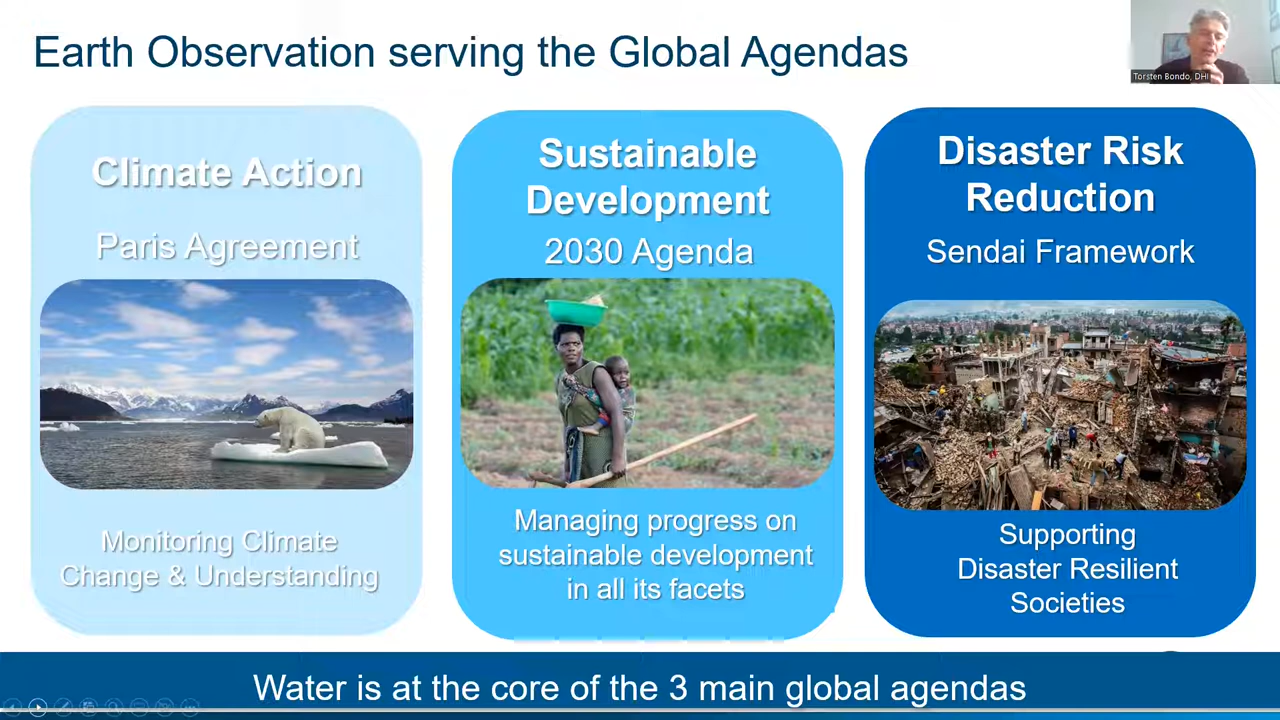 Earth Observation serving the Global Agendas
Torsten Bondo, DHI
Climate Action
Paris Agreement
Monitoring Climate
Change & Understanding
Sustainable
Development
2030 Agenda
Managing progress on
sustainable development
in all its facets
Disaster Risk
Reduction
Sendai Framework
Supporting
Disaster Resilient
Societies
Water is at the core of the 3 main global agendas